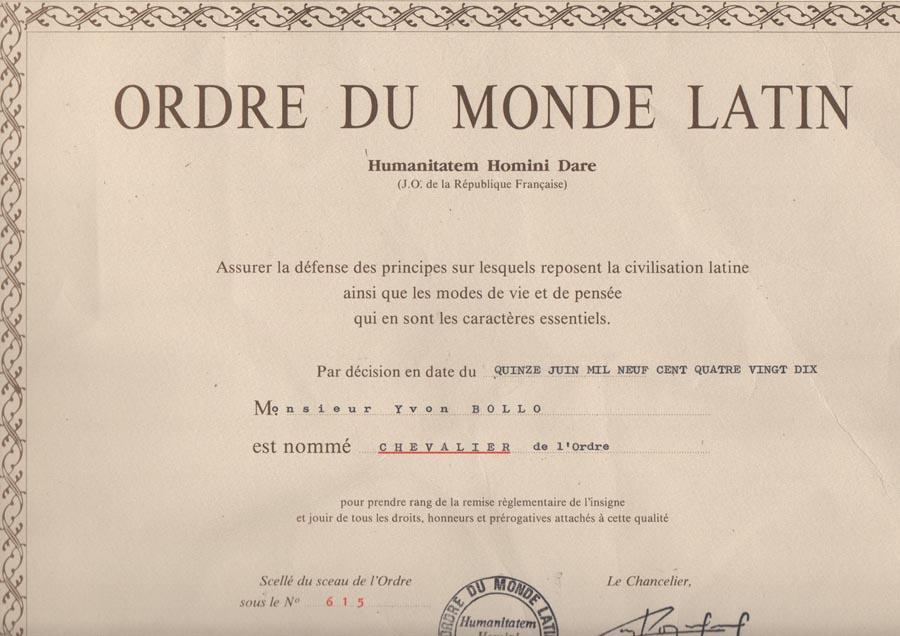 ORDRE DU MONDE LATIN
Humanitatem Homini Dare
(J.O. de la République Française)
Assurer la défense des principes sur lesquels reposent la civilisation latine
ainsi que les modes de vie et de pensée
qui en sont les caractères essentiels.
Par décision en date du QUINZE JUIN MIL NEUF CENT QUATRE VINGT DIX
Monsieur Yvon BOLLO
est nommé CHEVALIER de l'Ordre
pour prendre rang de la remise règlementaire de l'insigne
et jouir de tous les droits, honneurs et prérogatives attachés à cette qualité
Scellé du sceau de l'Ordre
sous le Nº 615
ORDRE DU MONDE LATI
Humanitatem
Homini
Le Chancelier,